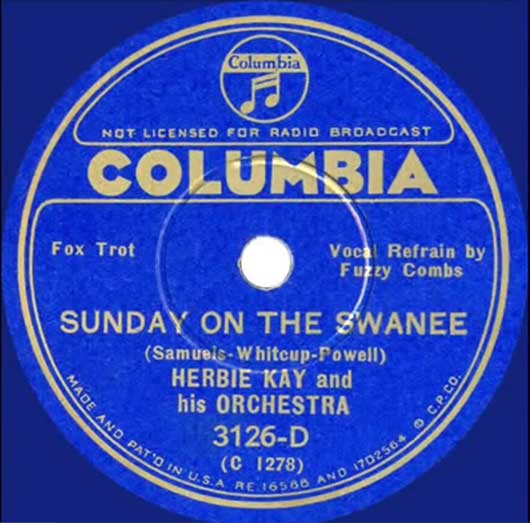 Columbia
NOT LICENSED FOR RADIO BROADCAST
COLUMBIA
Fox Trot
Vocal Refrain by
Fuzzy Combs
SUNDAY ON THE SWANEE
(Samuels-Whitcup-Powell)
HERBIE KAY and
his ORCHESTRA
3126-D
(C 1278)
MADE AND PAT'D IN U.S.A. RE.16588 AND 1702564 ℗ C.P.CO.